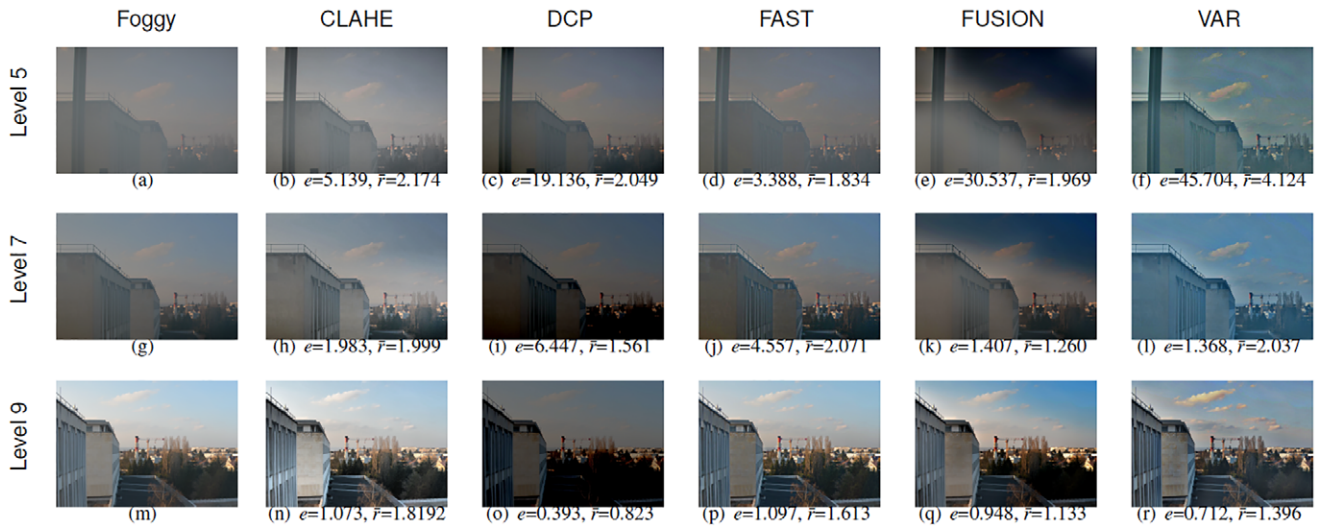 Foggy CLAHE DCP FAST FUSION VAR
Level 5
(a) (b) e=5.139, r̄=2.174 (c) e=19.136, r̄=2.049 (d) e=3.388, r̄=1.834 (e) e=30.537, r̄=1.969 (f) e=45.704, r̄=4.124
Level 7
(g) (h) e=1.983, r̄=1.999 (i) e=6.447, r̄=1.561 (j) e=4.557, r̄=2.071 (k) e=1.407, r̄=1.260 (l) e=1.368, r̄=2.037
Level 9
(m) (n) e=1.073, r̄=1.8192 (o) e=0.393, r̄=0.823 (p) e=1.097, r̄=1.613 (q) e=0.948, r̄=1.133 (r) e=0.712, r̄=1.396